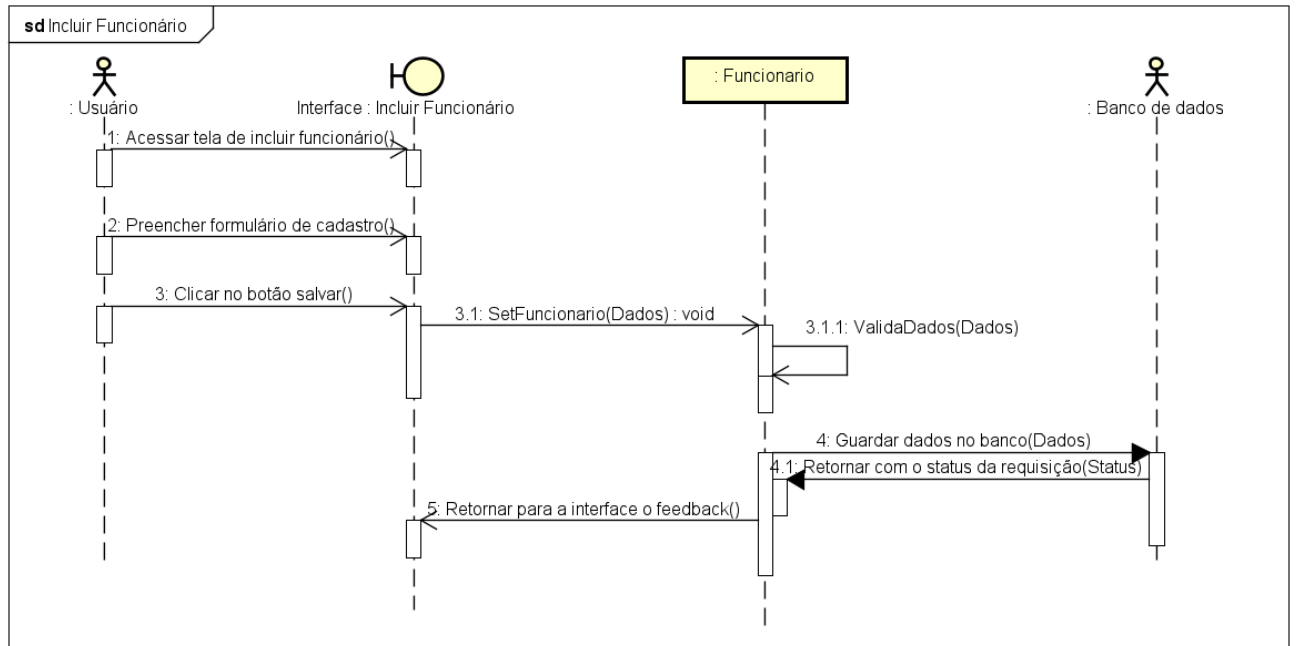 sd Incluir Funcionário
: Usuário
Interface : Incluir Funcionário
: Funcionario
: Banco de dados
1: Acessar tela de incluir funcionário()
2: Preencher formulário de cadastro()
3: Clicar no botão salvar()
3.1: SetFuncionario(Dados) : void
3.1.1: ValidaDados(Dados)
4: Guardar dados no banco(Dados)
4.1: Retornar com o status da requisição(Status)
5: Retornar para a interface o feedback()